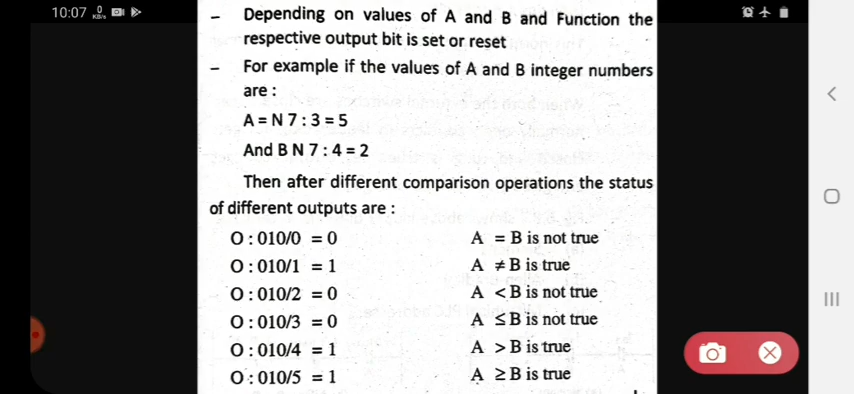 10:07
KB/s
– Depending on values of A and B and Function the
respective output bit is set or reset
– For example if the values of A and B integer numbers
are :
A = N 7 : 3 = 5
And B N 7 : 4 = 2
Then after different comparison operations the status
of different outputs are :
O : 010/0 = 0 A = B is not true
O : 010/1 = 1 A ≠ B is true
O : 010/2 = 0 A < B is not true
O : 010/3 = 0 A ≤ B is not true
O : 010/4 = 1 A > B is true
O : 010/5 = 1 A ≥ B is true